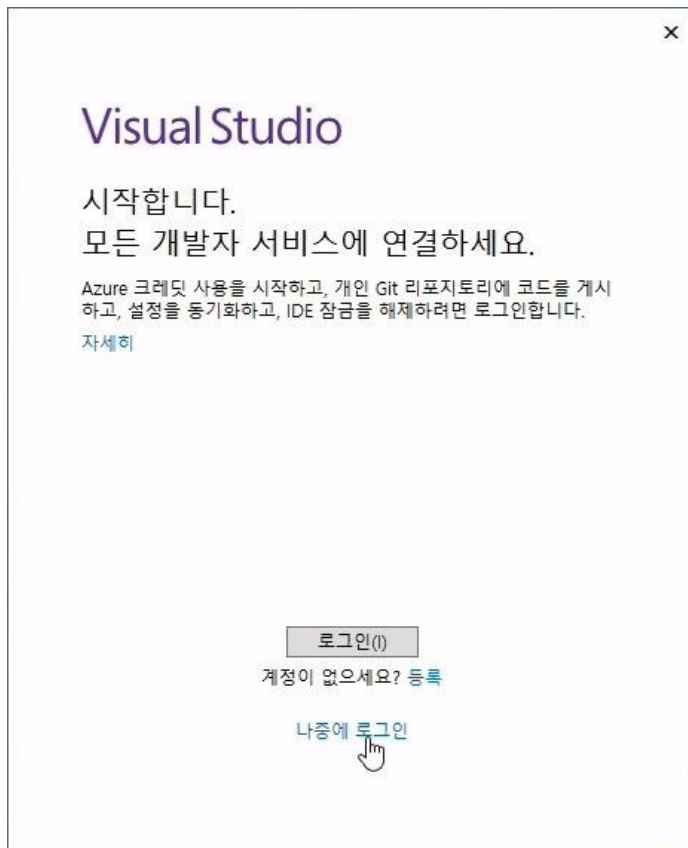 Visual Studio
시작합니다.
모든 개발자 서비스에 연결하세요.
Azure 크레딧 사용을 시작하고, 개인 Git 리포지토리에 코드를 게시
하고, 설정을 동기화하고, IDE 잠금을 해제하려면 로그인합니다.
자세히
로그인(I)
계정이 없으세요? 등록
나중에 로그인